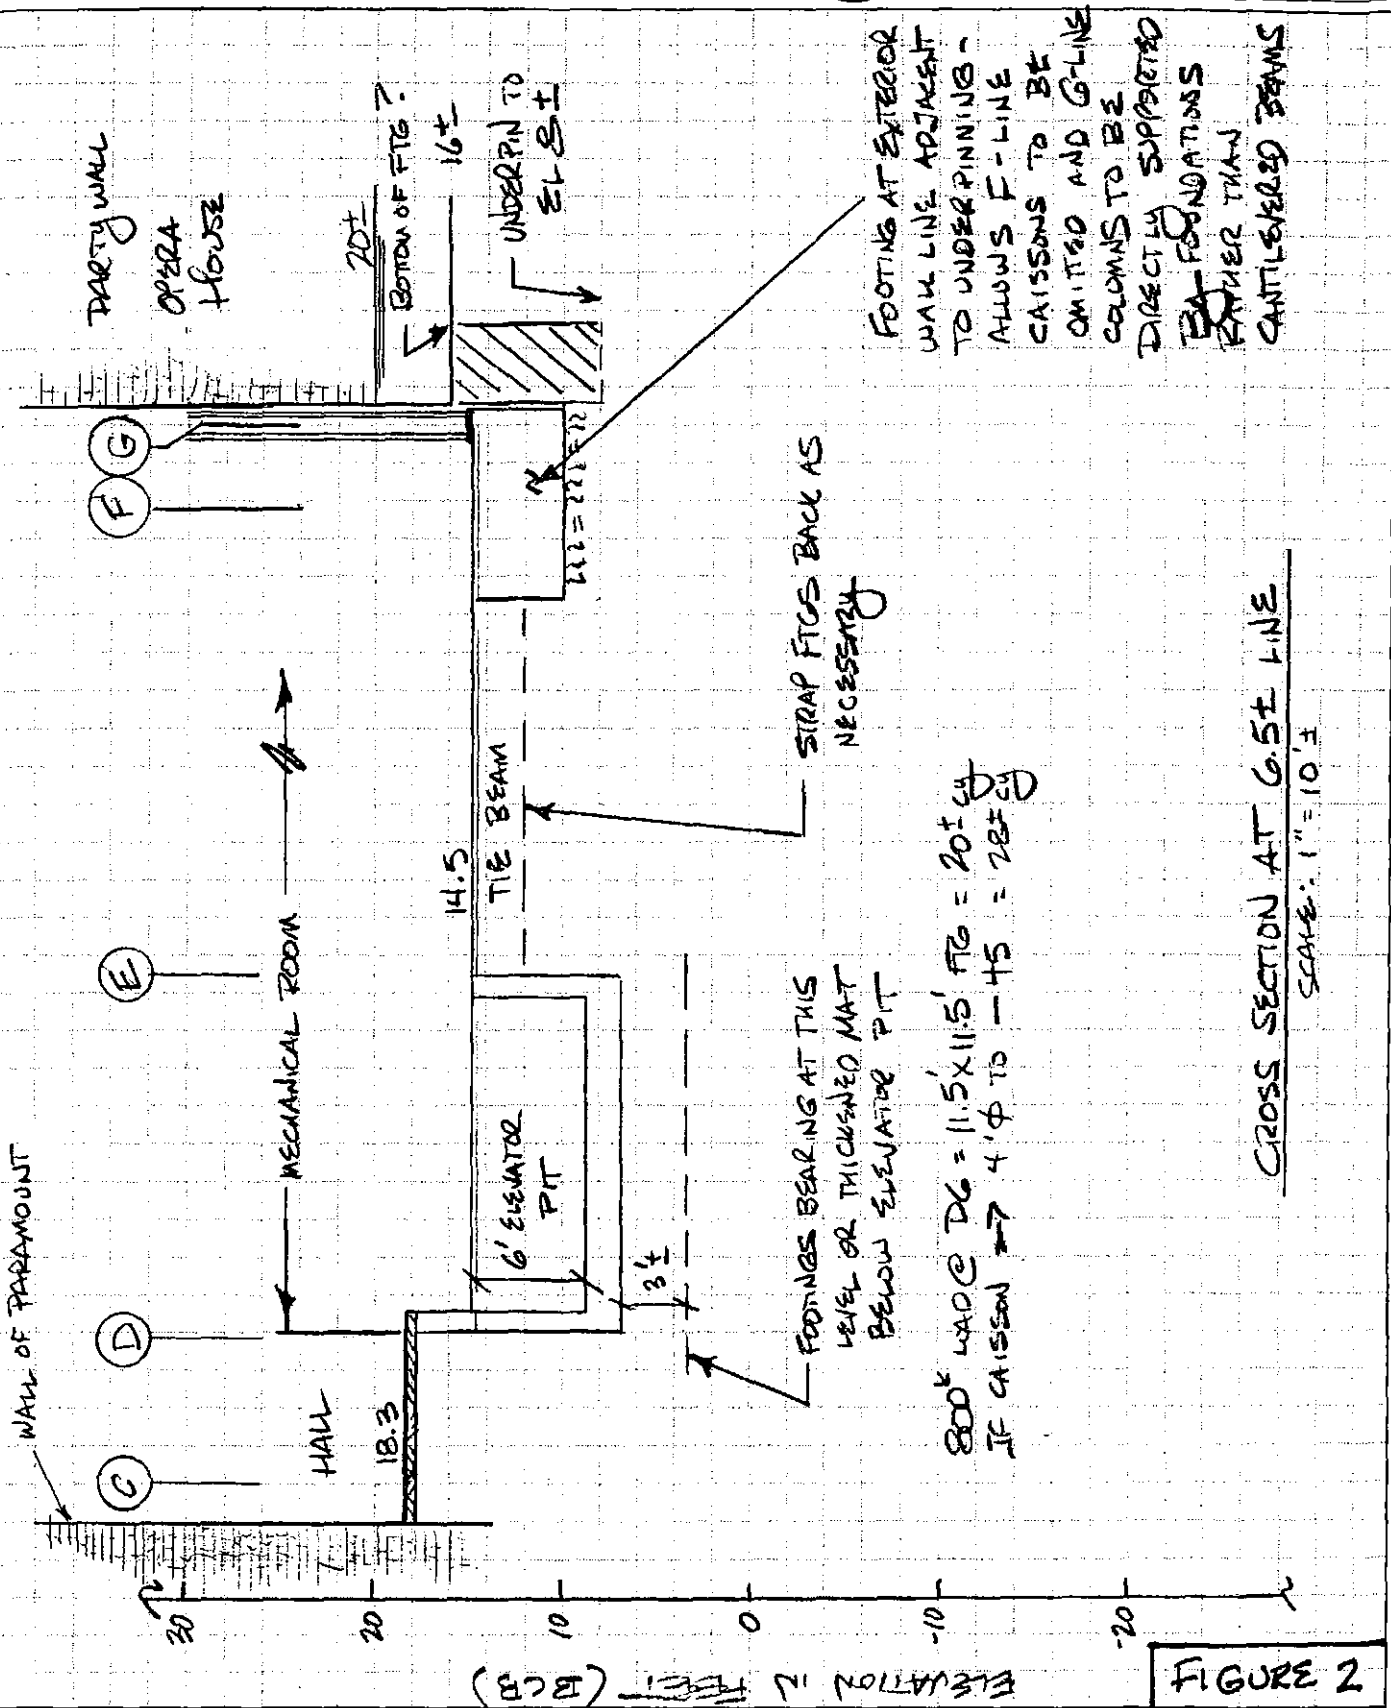 WALL OF PARAMOUNT
C
D
E
F
G
PARTY WALL
OPERA
HOUSE
HALL
18.3
MECHANICAL ROOM
14.5
TIE BEAM
6' ELEVATOR
PIT
3'±
20±
BOTTOM OF FTG ?
16±
UNDERPIN TO
EL 8±
FOOTINGS BEARING AT THIS
LEVEL OR THICKENED MAT
BELOW ELEVATOR PIT
STRAP FTGS BACK AS
NECESSARY
FOOTING AT EXTERIOR
WALL LINE ADJACENT
TO UNDERPINNING -
ALLOWS F-LINE
CAISSONS TO BE
OMITTED AND G-LINE
COLUMNS TO BE
DIRECTLY SUPPORTED
BY FOUNDATIONS
RATHER THAN
CANTILEVERED BEAMS
800K LOAD @ D6 = 11.5' X 11.5' FTG = 20± CY
IF CAISSON => 4'φ TO -45 = 28± CY
CROSS SECTION AT 6.5± LINE
SCALE: 1" = 10'±
30
20
10
0
-10
-20
ELEVATION IN FEET (BCB)
FIGURE 2